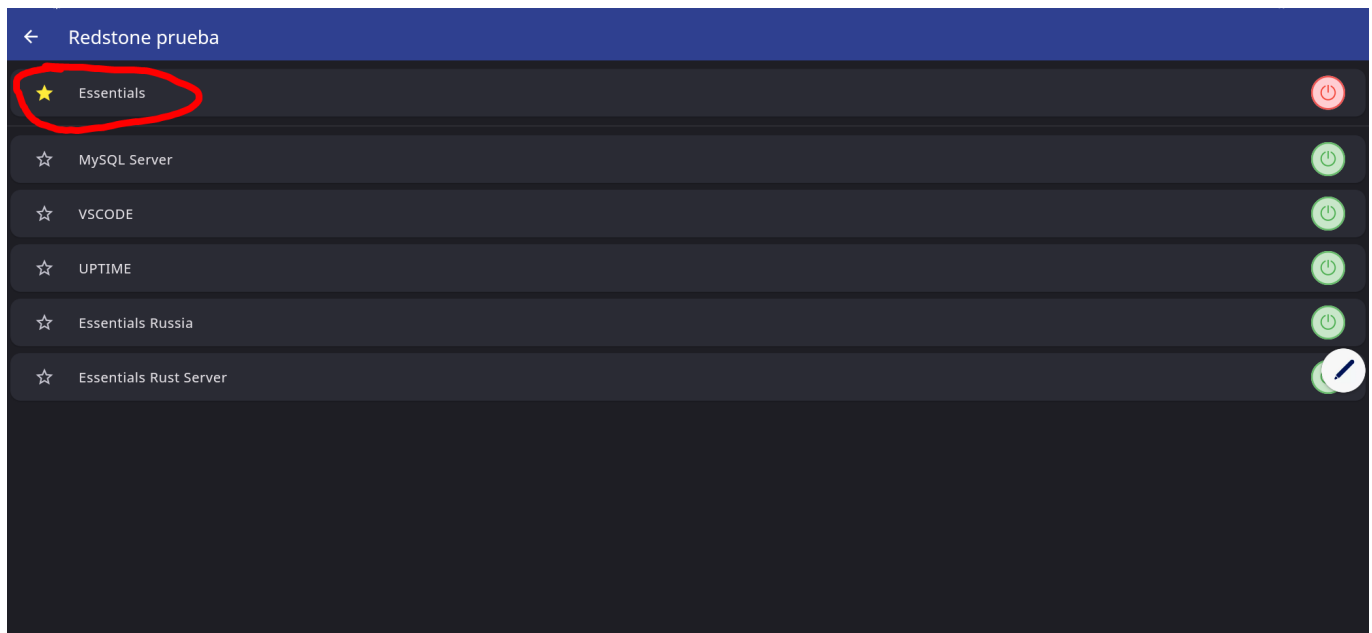 Redstone prueba
Essentials
MySQL Server
VSCODE
UPTIME
Essentials Russia
Essentials Rust Server